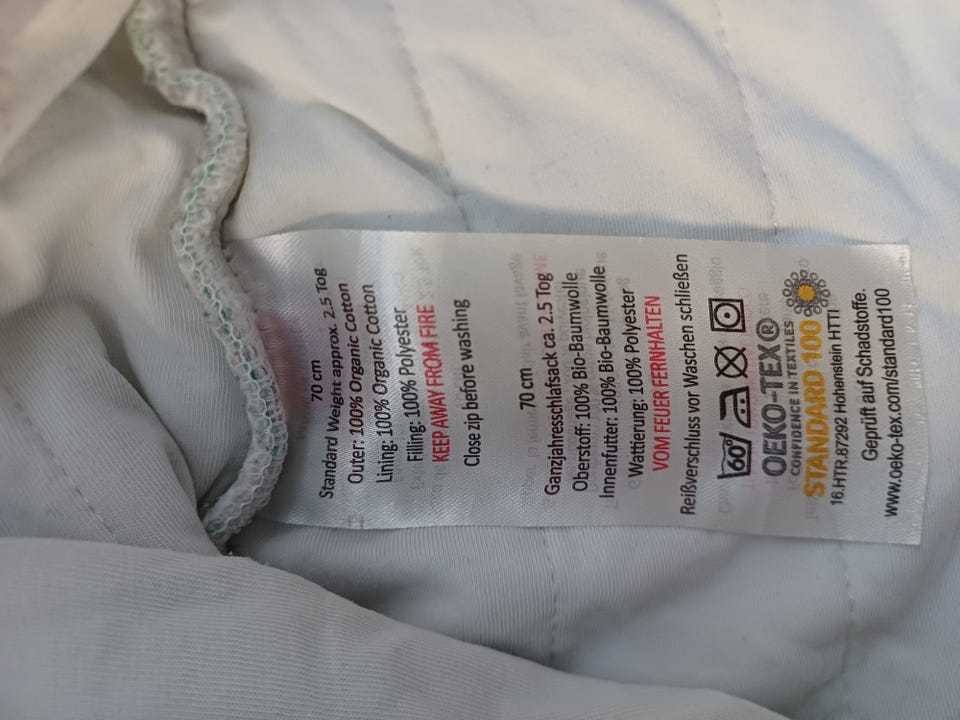 70 cm
Standard Weight approx. 2.5 Tog
Outer: 100% Organic Cotton
Lining: 100% Organic Cotton
Filling: 100% Polyester
KEEP AWAY FROM FIRE
Close zip before washing
70 cm
Ganzjahresschlafsack ca. 2.5 Tog
Oberstoff: 100% Bio-Baumwolle
Innenfutter: 100% Bio-Baumwolle
Wattierung: 100% Polyester
VOM FEUER FERNHALTEN
Reißverschluss vor Waschen schließen
60°
OEKO-TEX®
CONFIDENCE IN TEXTILES
STANDARD 100
16.HTR.87292 Hohenstein HTTI
Geprüft auf Schadstoffe.
www.oeko-tex.com/standard100